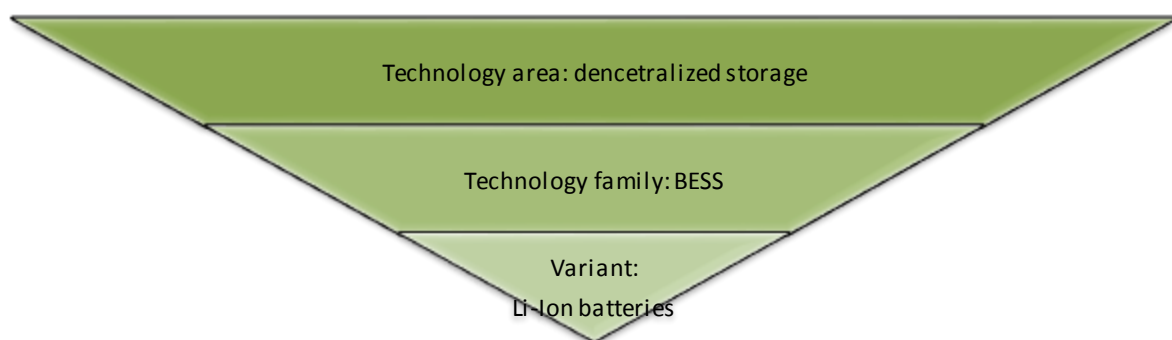 Technology area: dencetralized storage
Technology family: BESS
Variant:
Li-Ion batteries